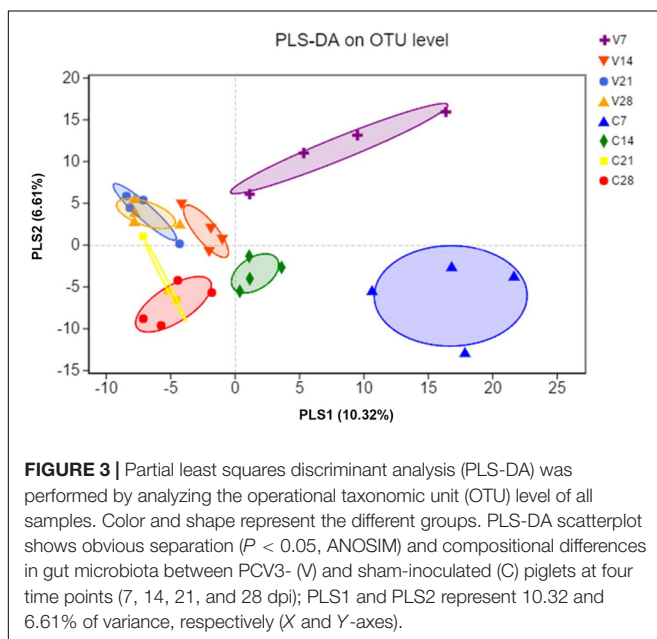 PLS-DA on OTU level
V7
V14
V21
V28
C7
C14
C21
C28
20
15
10
5
0
-5
-10
-15
PLS2 (6.61%)
-10
-5
0
5
10
15
20
25
PLS1 (10.32%)
FIGURE 3 | Partial least squares discriminant analysis (PLS-DA) was
performed by analyzing the operational taxonomic unit (OTU) level of all
samples. Color and shape represent the different groups. PLS-DA scatterplot
shows obvious separation (P < 0.05, ANOSIM) and compositional differences
in gut microbiota between PCV3- (V) and sham-inoculated (C) piglets at four
time points (7, 14, 21, and 28 dpi); PLS1 and PLS2 represent 10.32 and
6.61% of variance, respectively (X and Y-axes).